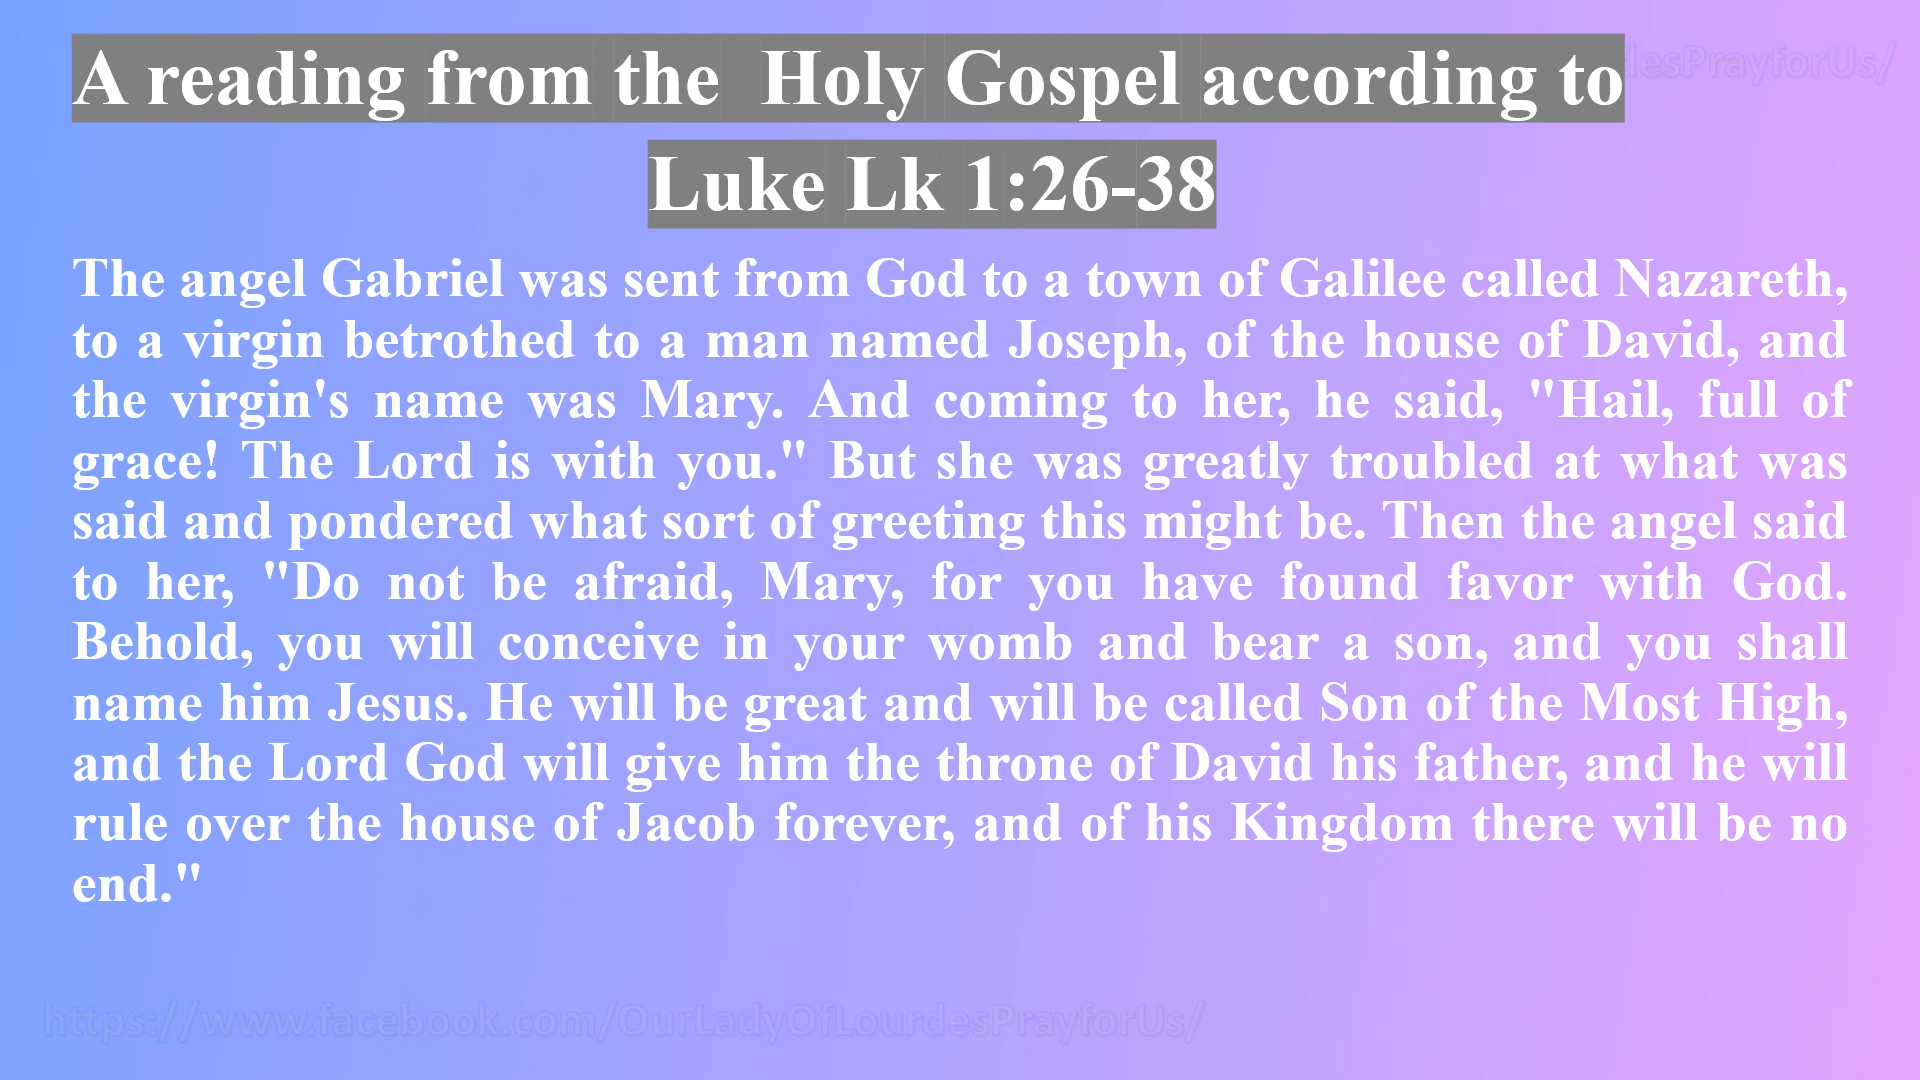 A reading from the  Holy Gospel according to
desPrayforUs/
Luke Lk 1:26-38
The angel Gabriel was sent from God to a town of Galilee called Nazareth,
to a virgin betrothed to a man named Joseph, of the house of David, and
the virgin's name was Mary. And coming to her, he said, "Hail, full of
grace! The Lord is with you." But she was greatly troubled at what was
said and pondered what sort of greeting this might be. Then the angel said
to her, "Do not be afraid, Mary, for you have found favor with God.
Behold, you will conceive in your womb and bear a son, and you shall
name him Jesus. He will be great and will be called Son of the Most High,
and the Lord God will give him the throne of David his father, and he will
rule over the house of Jacob forever, and of his Kingdom there will be no
end."
https://www.facebook.com/OurLadyOfLourdesPrayforUs/